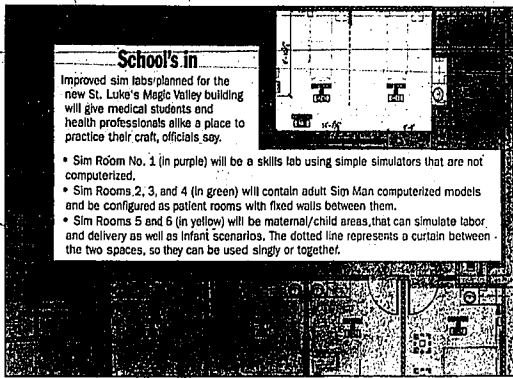 School's in
Improved sim labs planned for the
new St. Luke's Magic Valley building
will give medical students and
health professionals alike a place to
practice their craft, officials say.
• Sim Room No. 1 (in purple) will be a skills lab using simple simulators that are not
computerized.
• Sim Rooms 2, 3, and 4 (in green) will contain adult Sim Man computerized models
and be configured as patient rooms with fixed walls between them.
• Sim Rooms 5 and 6 (in yellow) will be maternal/child areas that can simulate labor
and delivery as well as infant scenarios. The dotted line represents a curtain between
the two spaces, so they can be used singly or together.